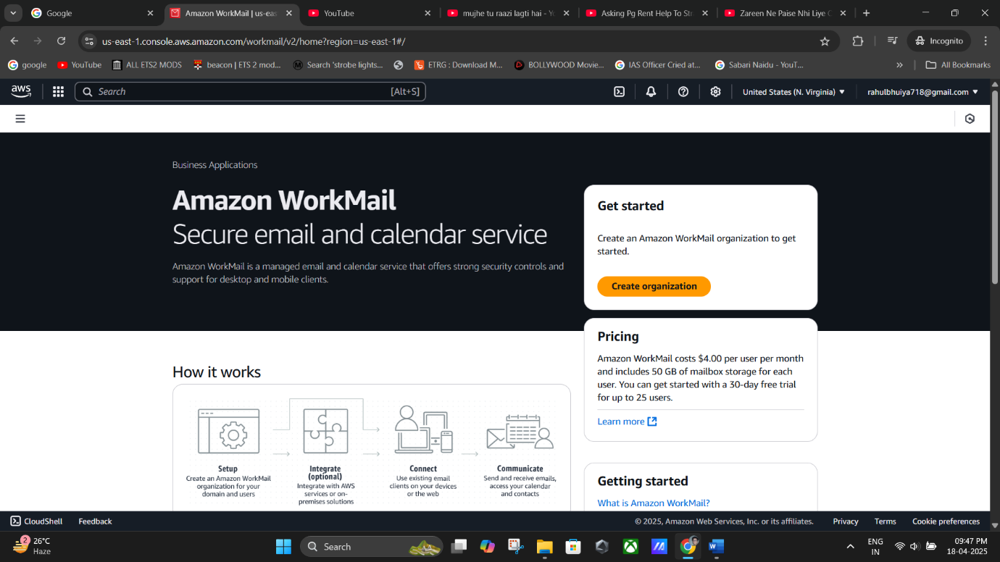 Google
Amazon WorkMail | us-eas
YouTube
mujhe tu raazi lagti hai - Yo
Asking Pg Rent Help To Str
Zareen Ne Paise Nhi Liye
us-east-1.console.aws.amazon.com/workmail/v2/home?region=us-east-1#/
Incognito
google
YouTube
ALL ETS2 MODS
beacon | ETS 2 mod...
Search 'strobe lights...
ETRG : Download M...
BOLLYWOOD Movie...
IAS Officer Cried at...
Sabari Naidu - YouT...
All Bookmarks
aws
Search
[Alt+S]
United States (N. Virginia)
rahulbhuiya718@gmail.com
Business Applications
Amazon WorkMail
Secure email and calendar service
Amazon WorkMail is a managed email and calendar service that offers strong security controls and
support for desktop and mobile clients.
Get started
Create an Amazon WorkMail organization to get
started.
Create organization
Pricing
Amazon WorkMail costs $4.00 per user per month
and includes 50 GB of mailbox storage for each
user. You can get started with a 30-day free trial
for up to 25 users.
Learn more
Getting started
What is Amazon WorkMail?
How it works
Setup
Create an Amazon WorkMail
organization for your
domain and users
Integrate
(optional)
Integrate with AWS
services or on-
premises solutions
Connect
Use existing email
clients on your devices
or the web
Communicate
Send and receive emails,
access your calendar
and contacts
CloudShell
Feedback
© 2025, Amazon Web Services, Inc. or its affiliates.
Privacy
Terms
Cookie preferences
2
26°C
Haze
Search
ENG
IN
09:47 PM
18-04-2025